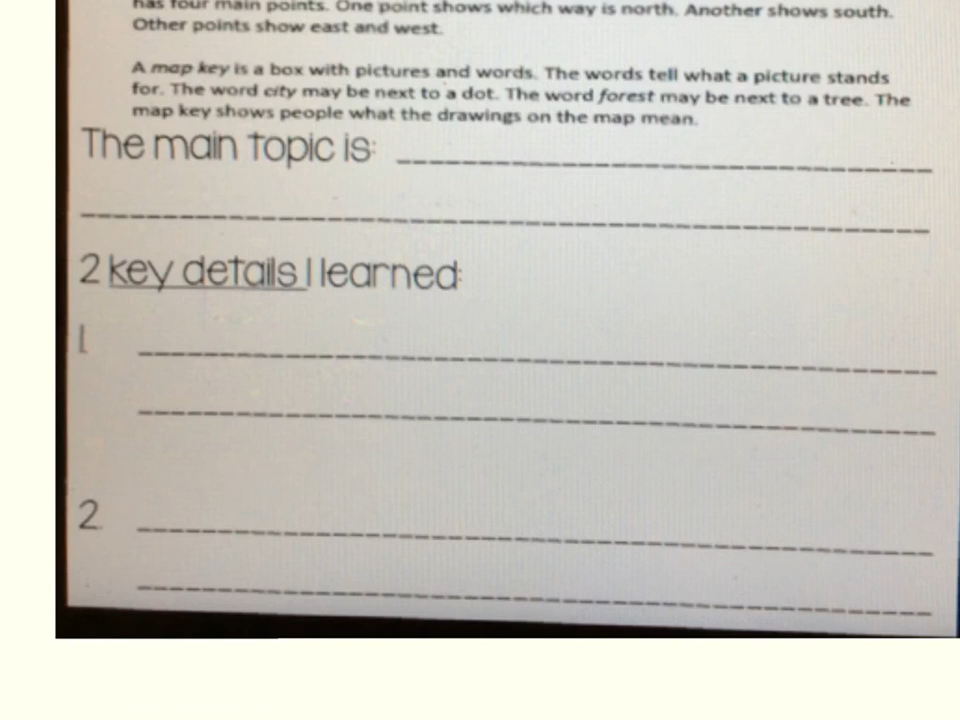 has four main points. One point shows which way is north. Another shows south.
Other points show east and west.
A map key is a box with pictures and words. The words tell what a picture stands
for. The word city may be next to a dot. The word forest may be next to a tree. The
map key shows people what the drawings on the map mean.
The main topic is:
2 key details I learned:
1.
2.